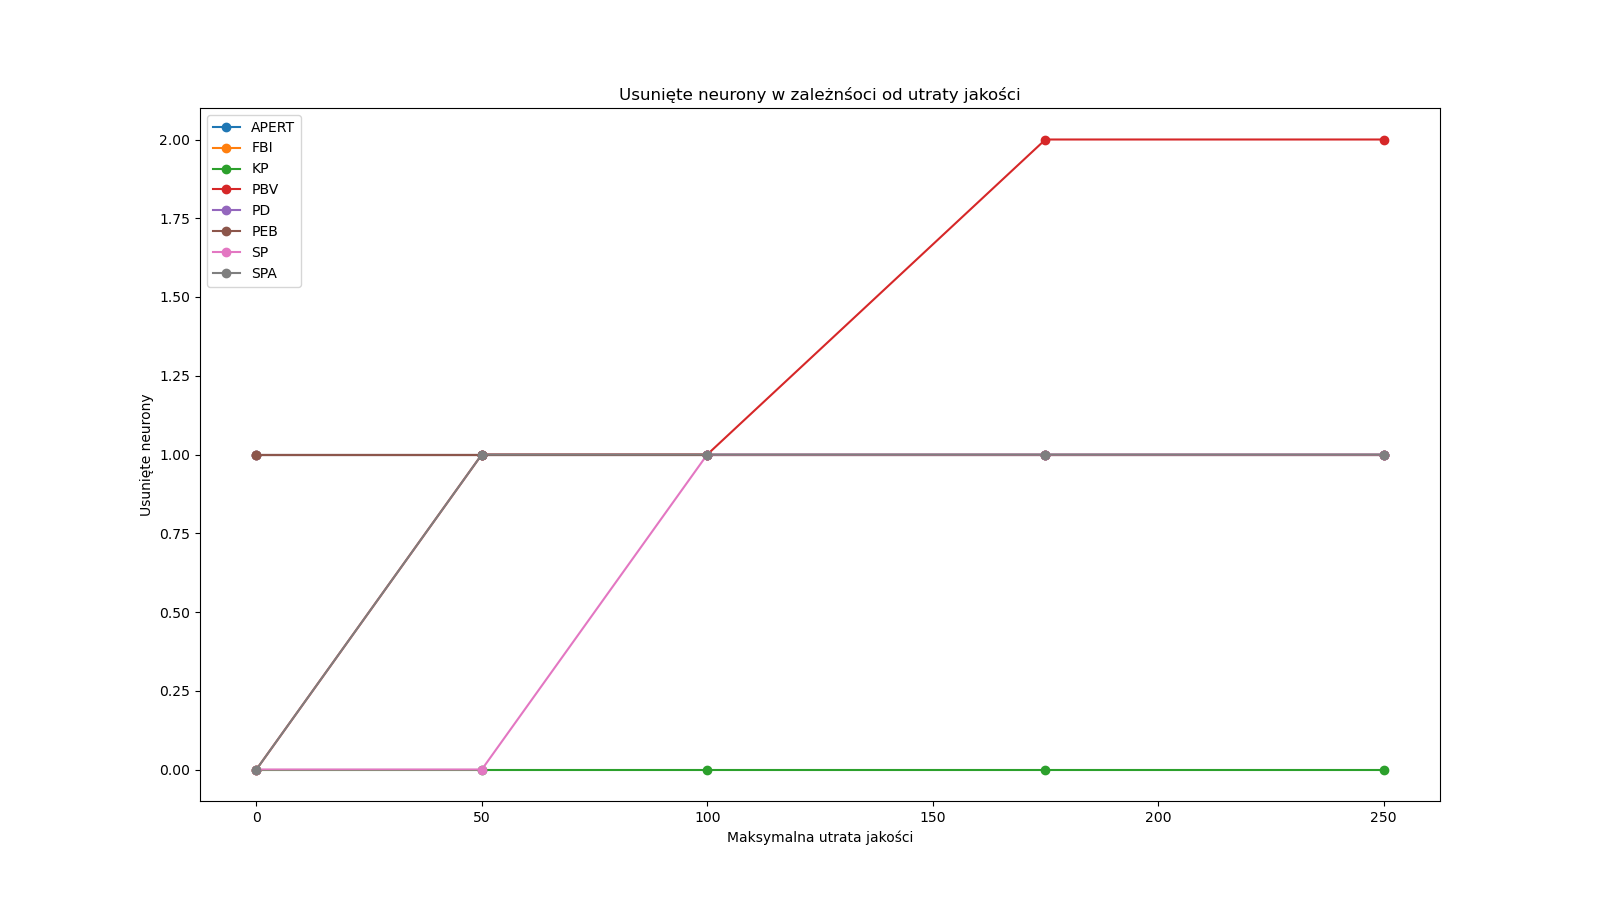 Usunięte neurony w zależnśoci od utraty jakości
APERT
FBI
KP
PBV
PD
PEB
SP
SPA
2.00
1.75
1.50
1.25
1.00
0.75
0.50
0.25
0.00
Usunięte neurony
0 50 100 150 200 250
Maksymalna utrata jakości